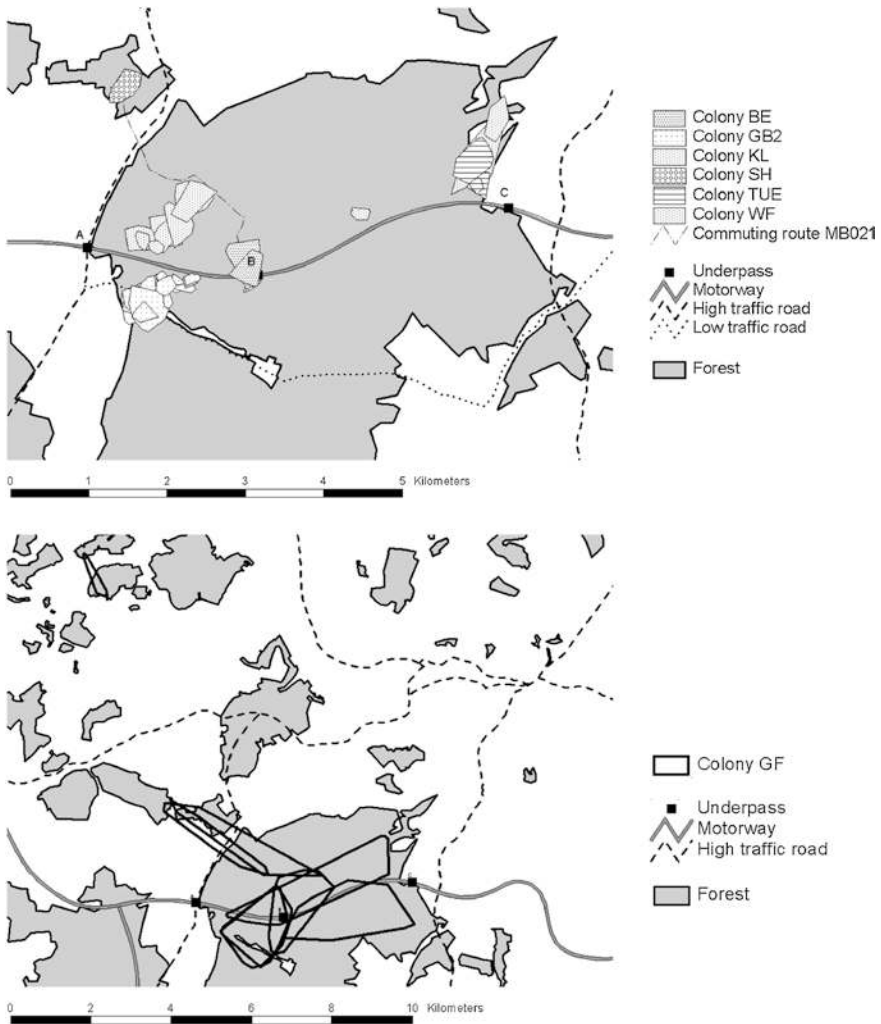 Colony BE
Colony GB2
Colony KL
Colony SH
Colony TUE
Colony WF
Commuting route MB021
Underpass
Motorway
High traffic road
Low traffic road
Forest
A
B
C
0 1 2 3 4 5 Kilometers
Colony GF
Underpass
Motorway
High traffic road
Forest
0 2 4 6 8 10 Kilometers